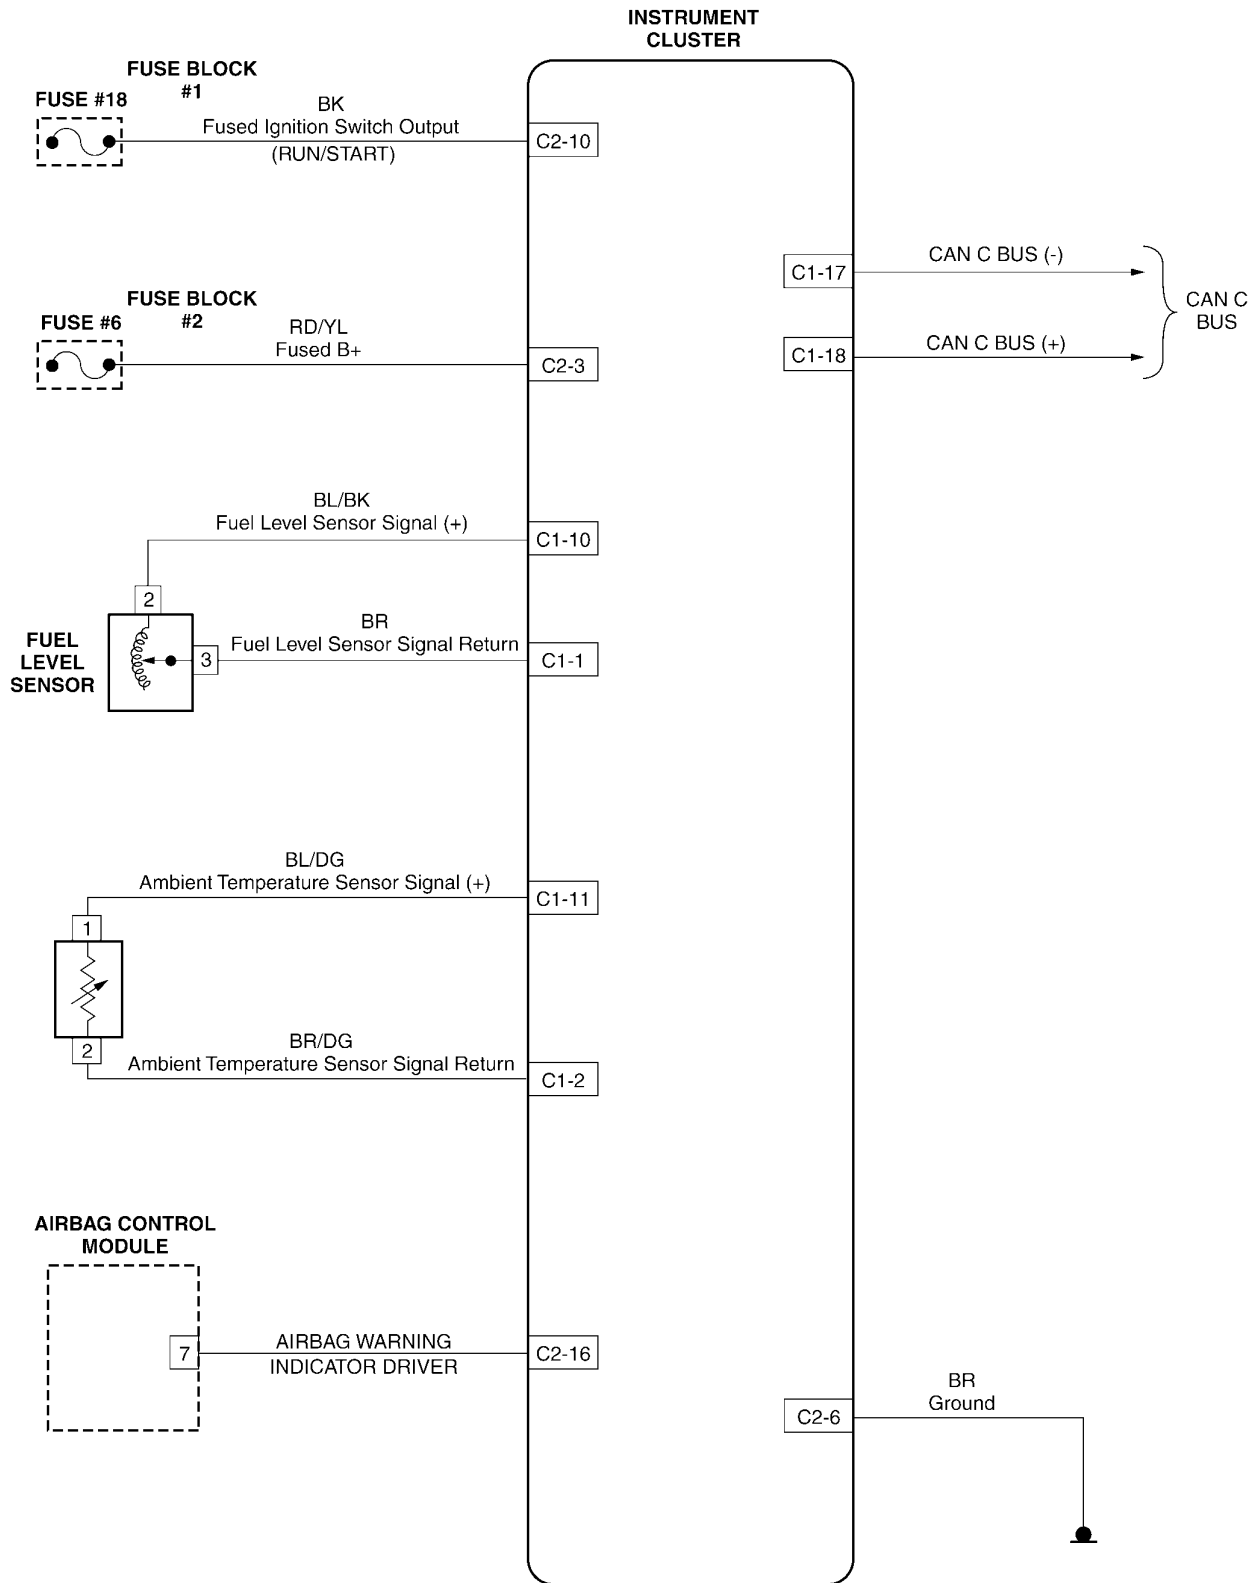 INSTRUMENT
CLUSTER
FUSE BLOCK
#1
FUSE #18
BK
Fused Ignition Switch Output
(RUN/START)
C2-10
C1-17
CAN C BUS (-)
CAN C
BUS
C1-18
CAN C BUS (+)
FUSE BLOCK
#2
FUSE #6
RD/YL
Fused B+
C2-3
BL/BK
Fuel Level Sensor Signal (+)
C1-10
2
FUEL
LEVEL
SENSOR
3
BR
Fuel Level Sensor Signal Return
C1-1
BL/DG
Ambient Temperature Sensor Signal (+)
C1-11
1
2
BR/DG
Ambient Temperature Sensor Signal Return
C1-2
AIRBAG CONTROL
MODULE
7
AIRBAG WARNING
INDICATOR DRIVER
C2-16
C2-6
BR
Ground